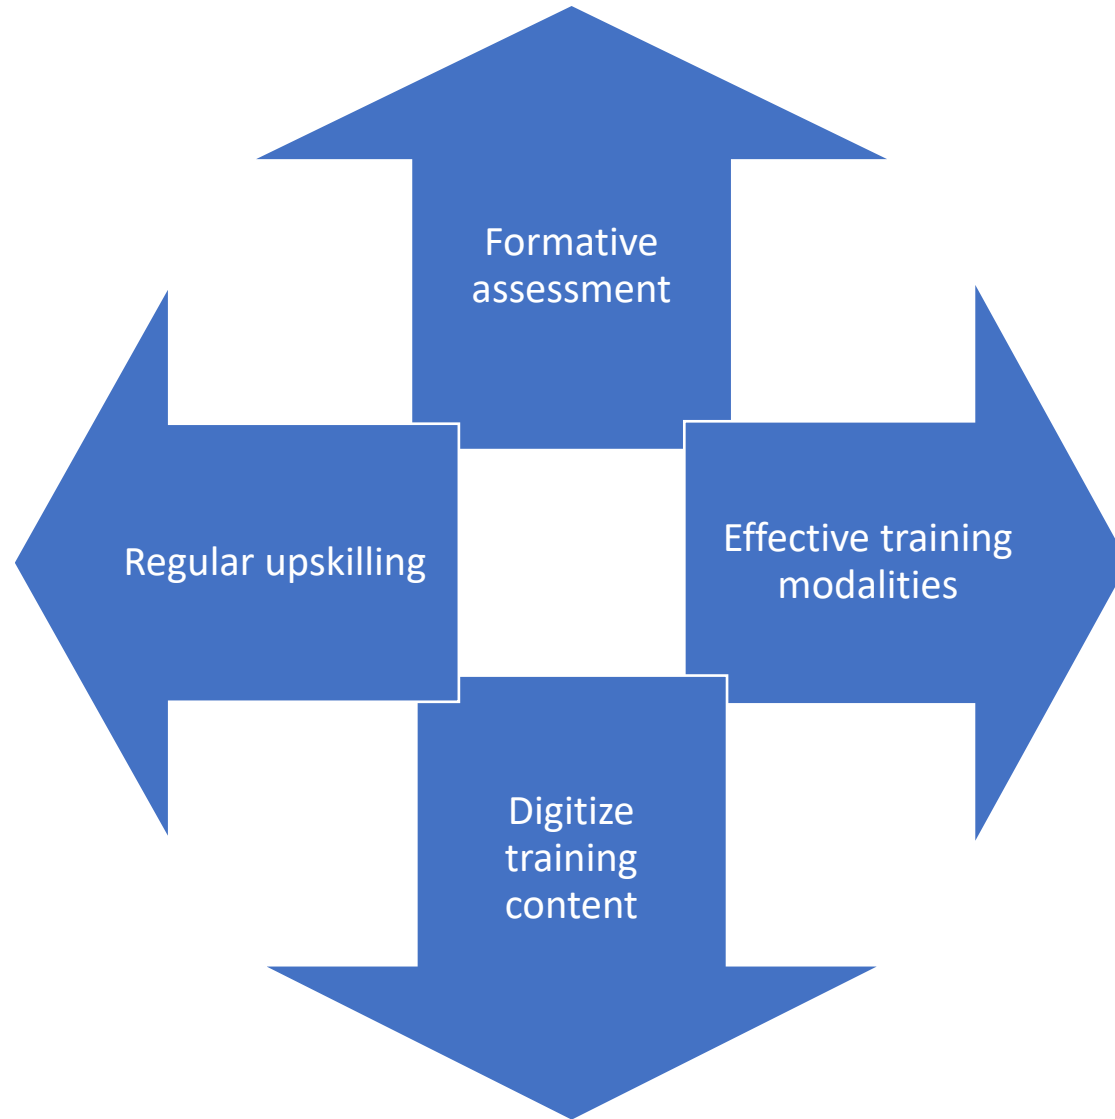 Formative
assessment
Effective training
modalities
Regular upskilling
Digitize
training
content